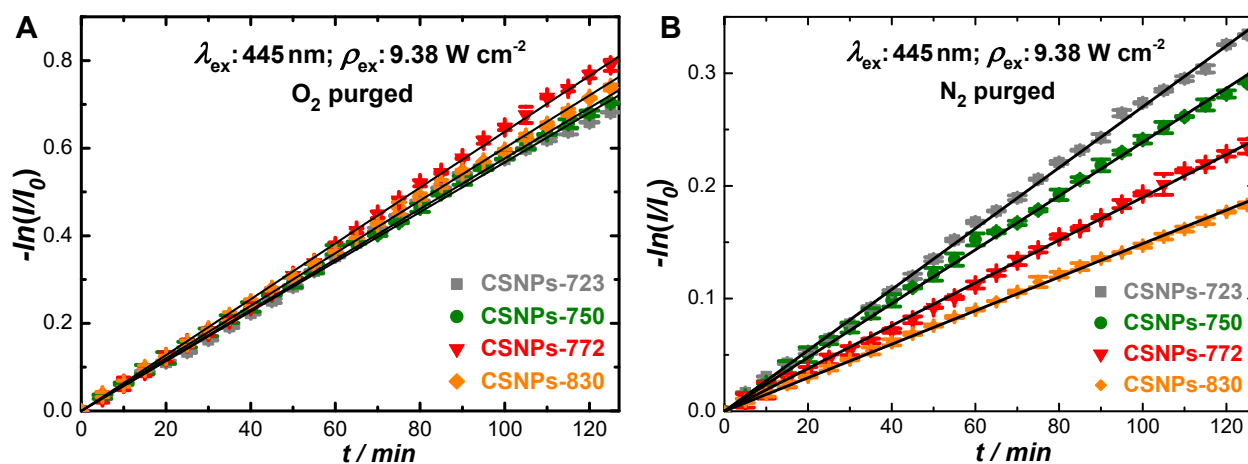 A
λex: 445 nm; ρex: 9.38 W cm-2
O2 purged
-ln(I/I0)
0.8
0.6
0.4
0.2
0.0
CSNPs-723
CSNPs-750
CSNPs-772
CSNPs-830
0 20 40 60 80 100 120
t / min
B
λex: 445 nm; ρex: 9.38 W cm-2
N2 purged
-ln(I/I0)
0.3
0.2
0.1
0.0
CSNPs-723
CSNPs-750
CSNPs-772
CSNPs-830
0 20 40 60 80 100 120
t / min